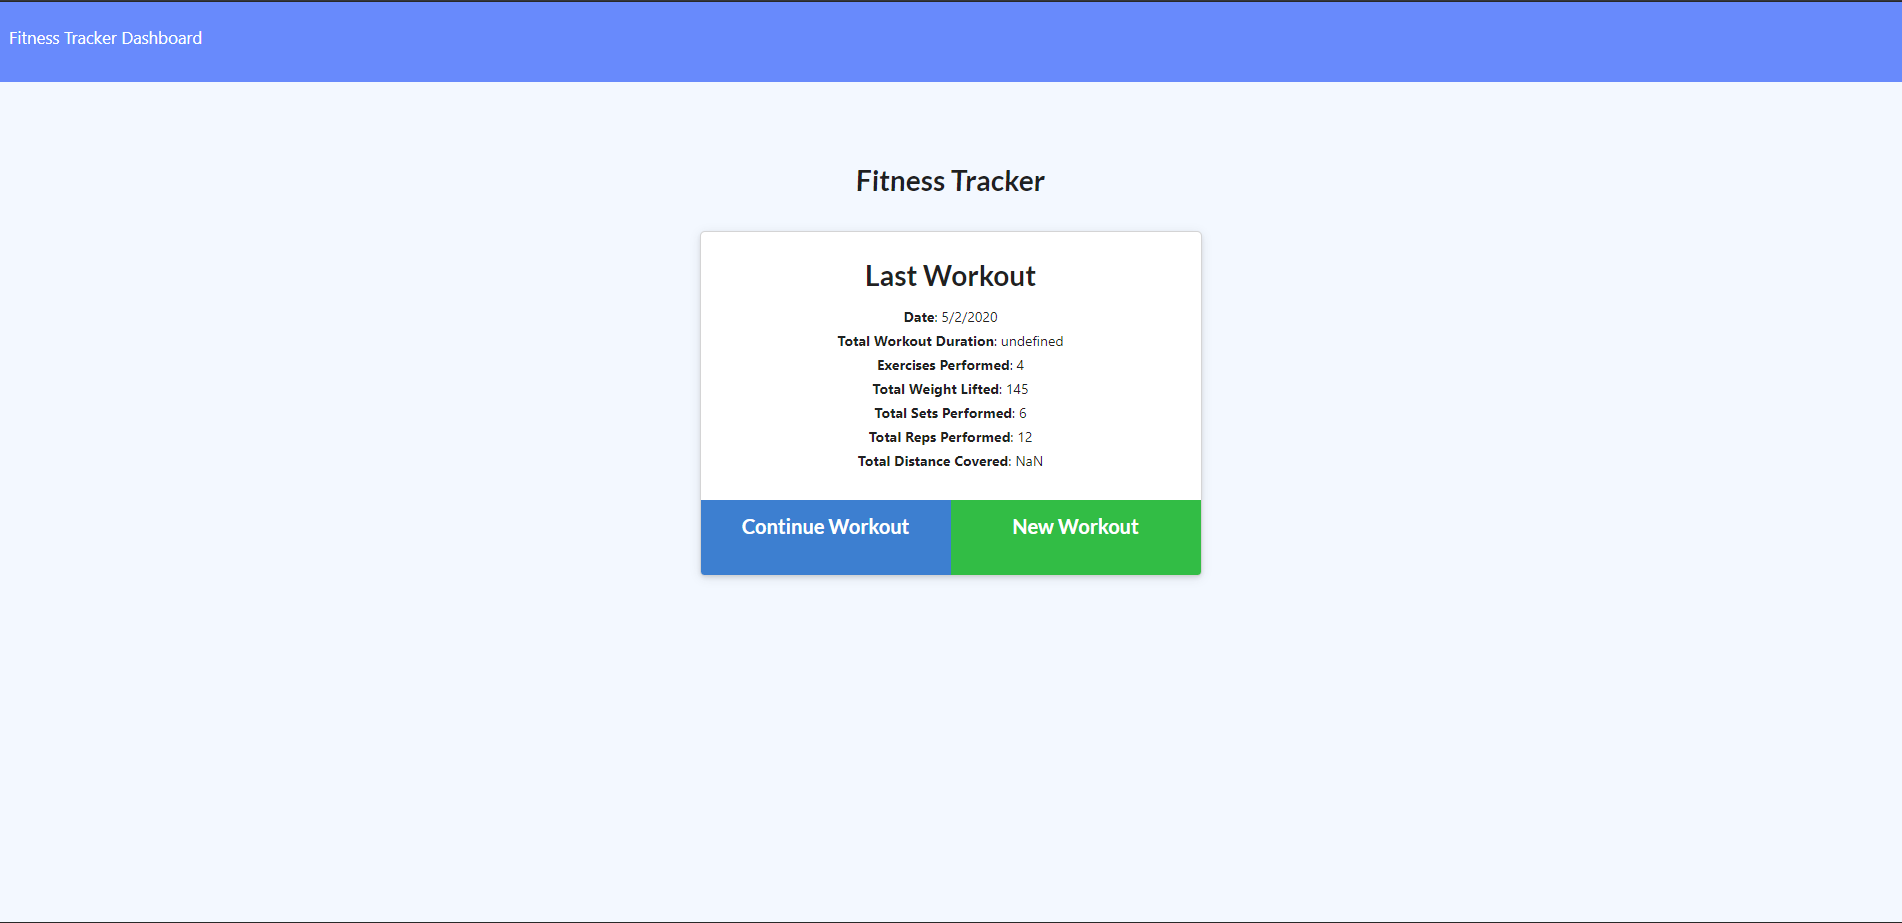 Fitness Tracker Dashboard
Fitness Tracker
Last Workout
Date: 5/2/2020
Total Workout Duration: undefined
Exercises Performed: 4
Total Weight Lifted: 145
Total Sets Performed: 6
Total Reps Performed: 12
Total Distance Covered: NaN
Continue Workout
New Workout